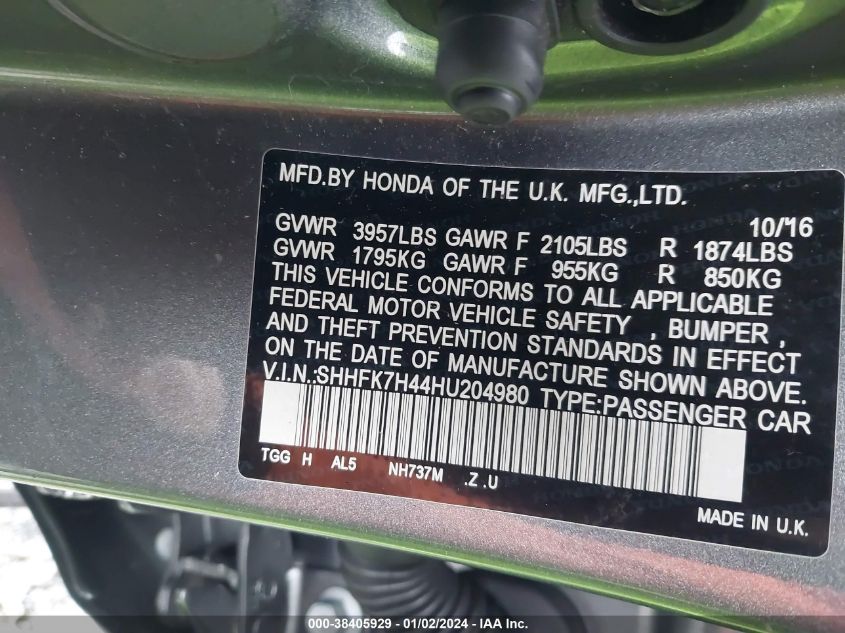 MFD.BY HONDA OF THE U.K. MFG.,LTD.
10/16
GVWR 3957LBS GAWR F 2105LBS R 1874LBS
GVWR 1795KG GAWR F 955KG R 850KG
THIS VEHICLE CONFORMS TO ALL APPLICABLE
FEDERAL MOTOR VEHICLE SAFETY , BUMPER ,
AND THEFT PREVENTION STANDARDS IN EFFECT
ON THE DATE OF MANUFACTURE SHOWN ABOVE.
V.I.N.:SHHFK7H44HU204980 TYPE:PASSENGER CAR
TGG H AL5 NH737M .Z .U
MADE IN U.K.
000-38405929 - 01/02/2024 - IAA Inc.